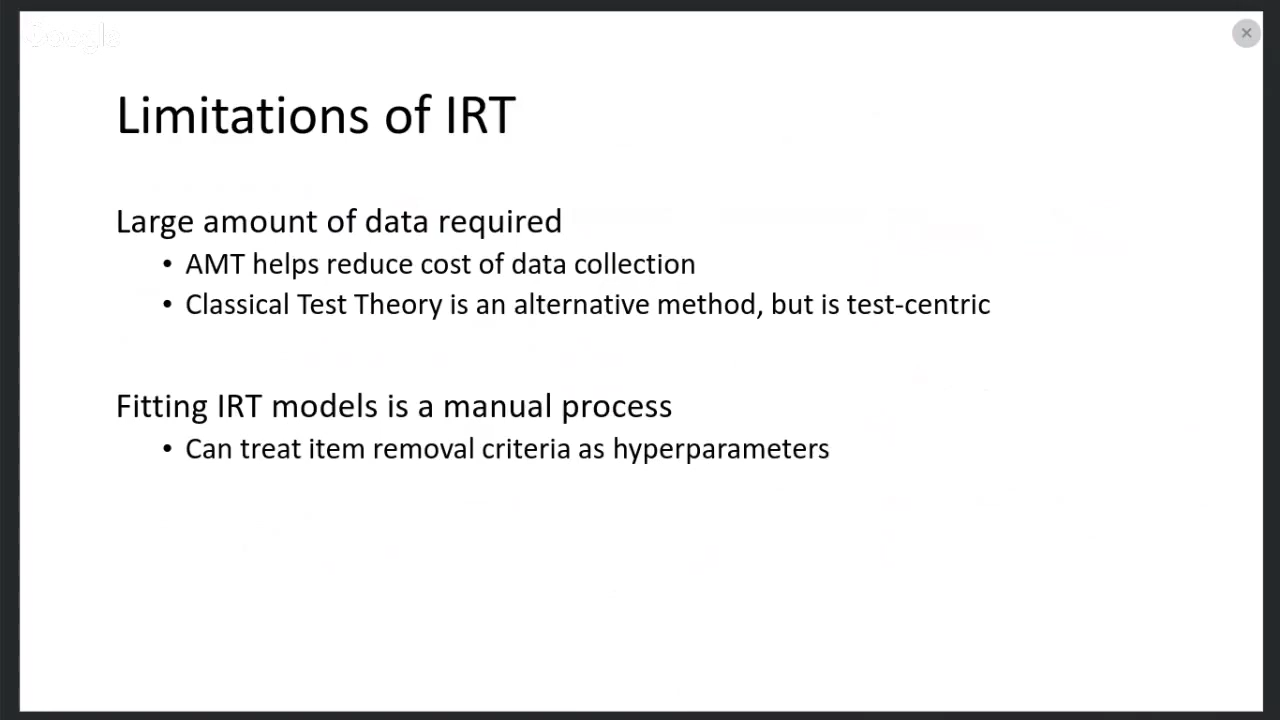 Google
Limitations of IRT
Large amount of data required
• AMT helps reduce cost of data collection
• Classical Test Theory is an alternative method, but is test-centric
Fitting IRT models is a manual process
• Can treat item removal criteria as hyperparameters